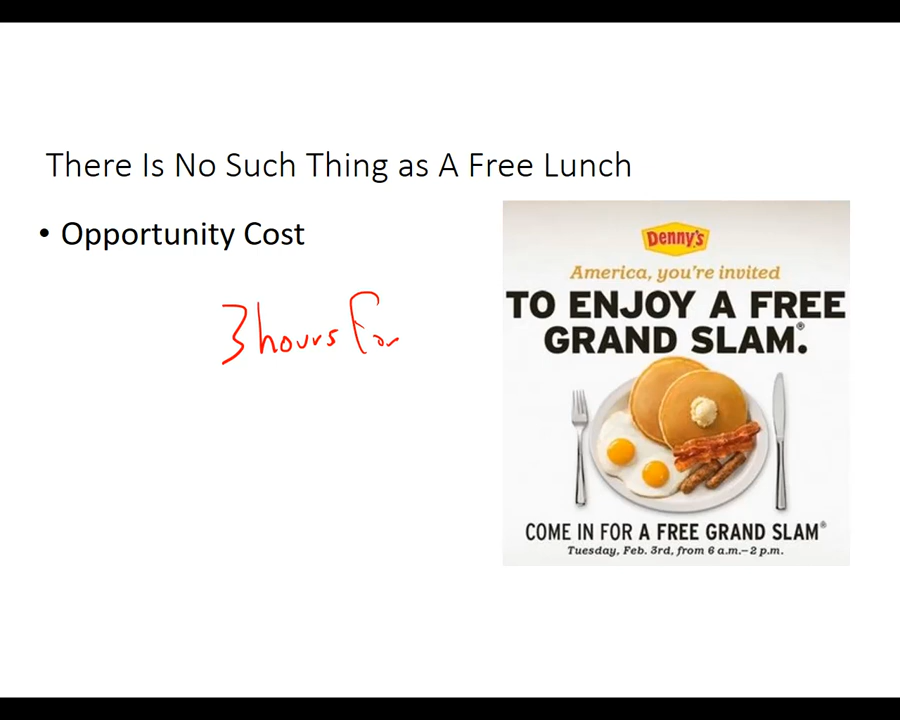 There Is No Such Thing as A Free Lunch
• Opportunity Cost
3 hours For
Denny's
America, you're invited
TO ENJOY A FREE
GRAND SLAM.®
COME IN FOR A FREE GRAND SLAM®
Tuesday, Feb. 3rd, from 6 a.m.–2 p.m.